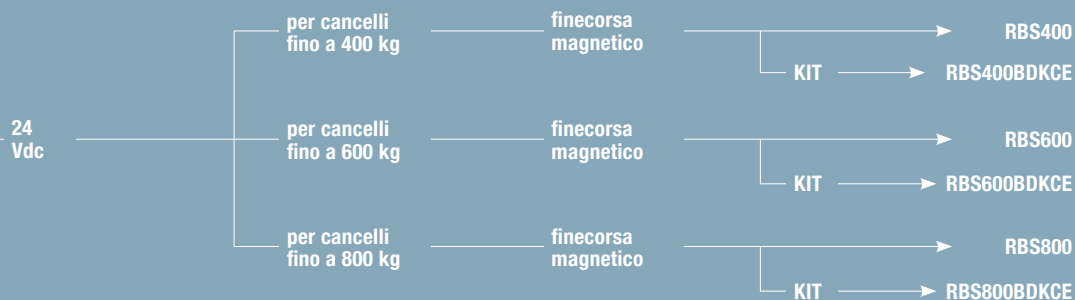 24
Vdc
per cancelli
fino a 400 kg
finecorsa
magnetico
RBS400
KIT
RBS400BDKCE
per cancelli
fino a 600 kg
finecorsa
magnetico
RBS600
KIT
RBS600BDKCE
per cancelli
fino a 800 kg
finecorsa
magnetico
RBS800
KIT
RBS800BDKCE